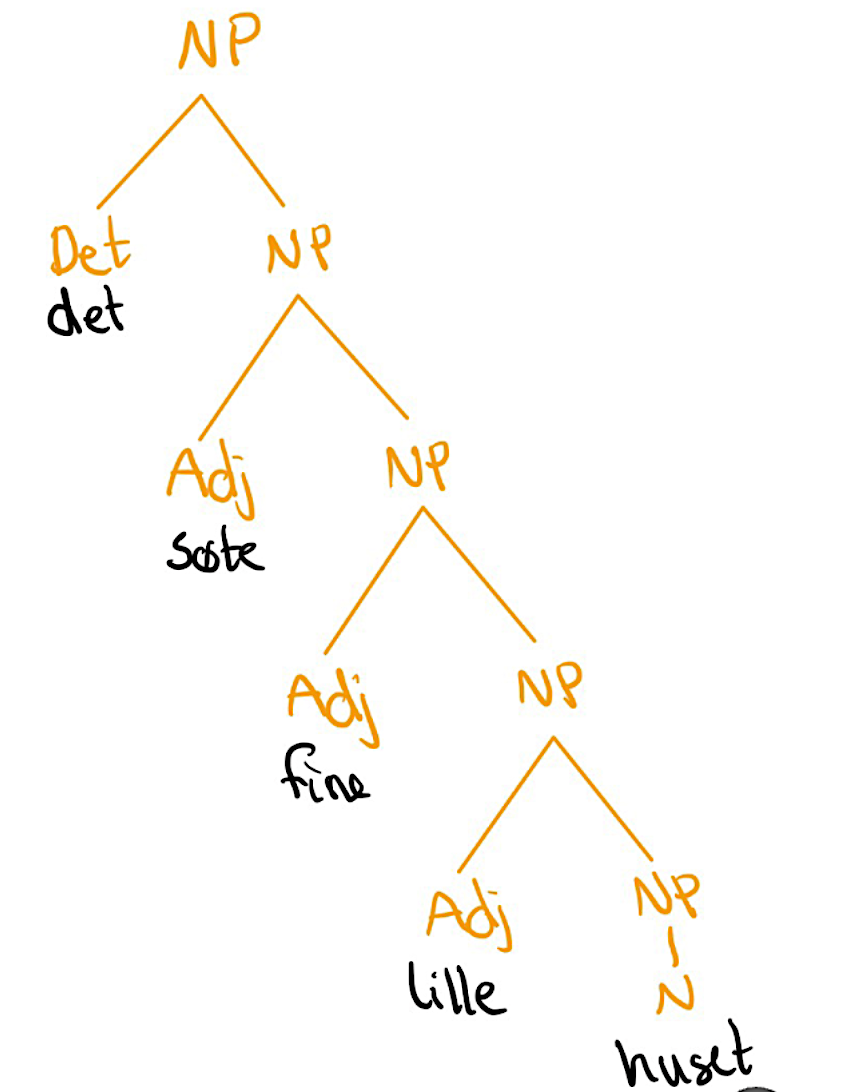 NP
Det NP
det
Adj NP
søte
Adj NP
fine
Adj NP
lille N
huset